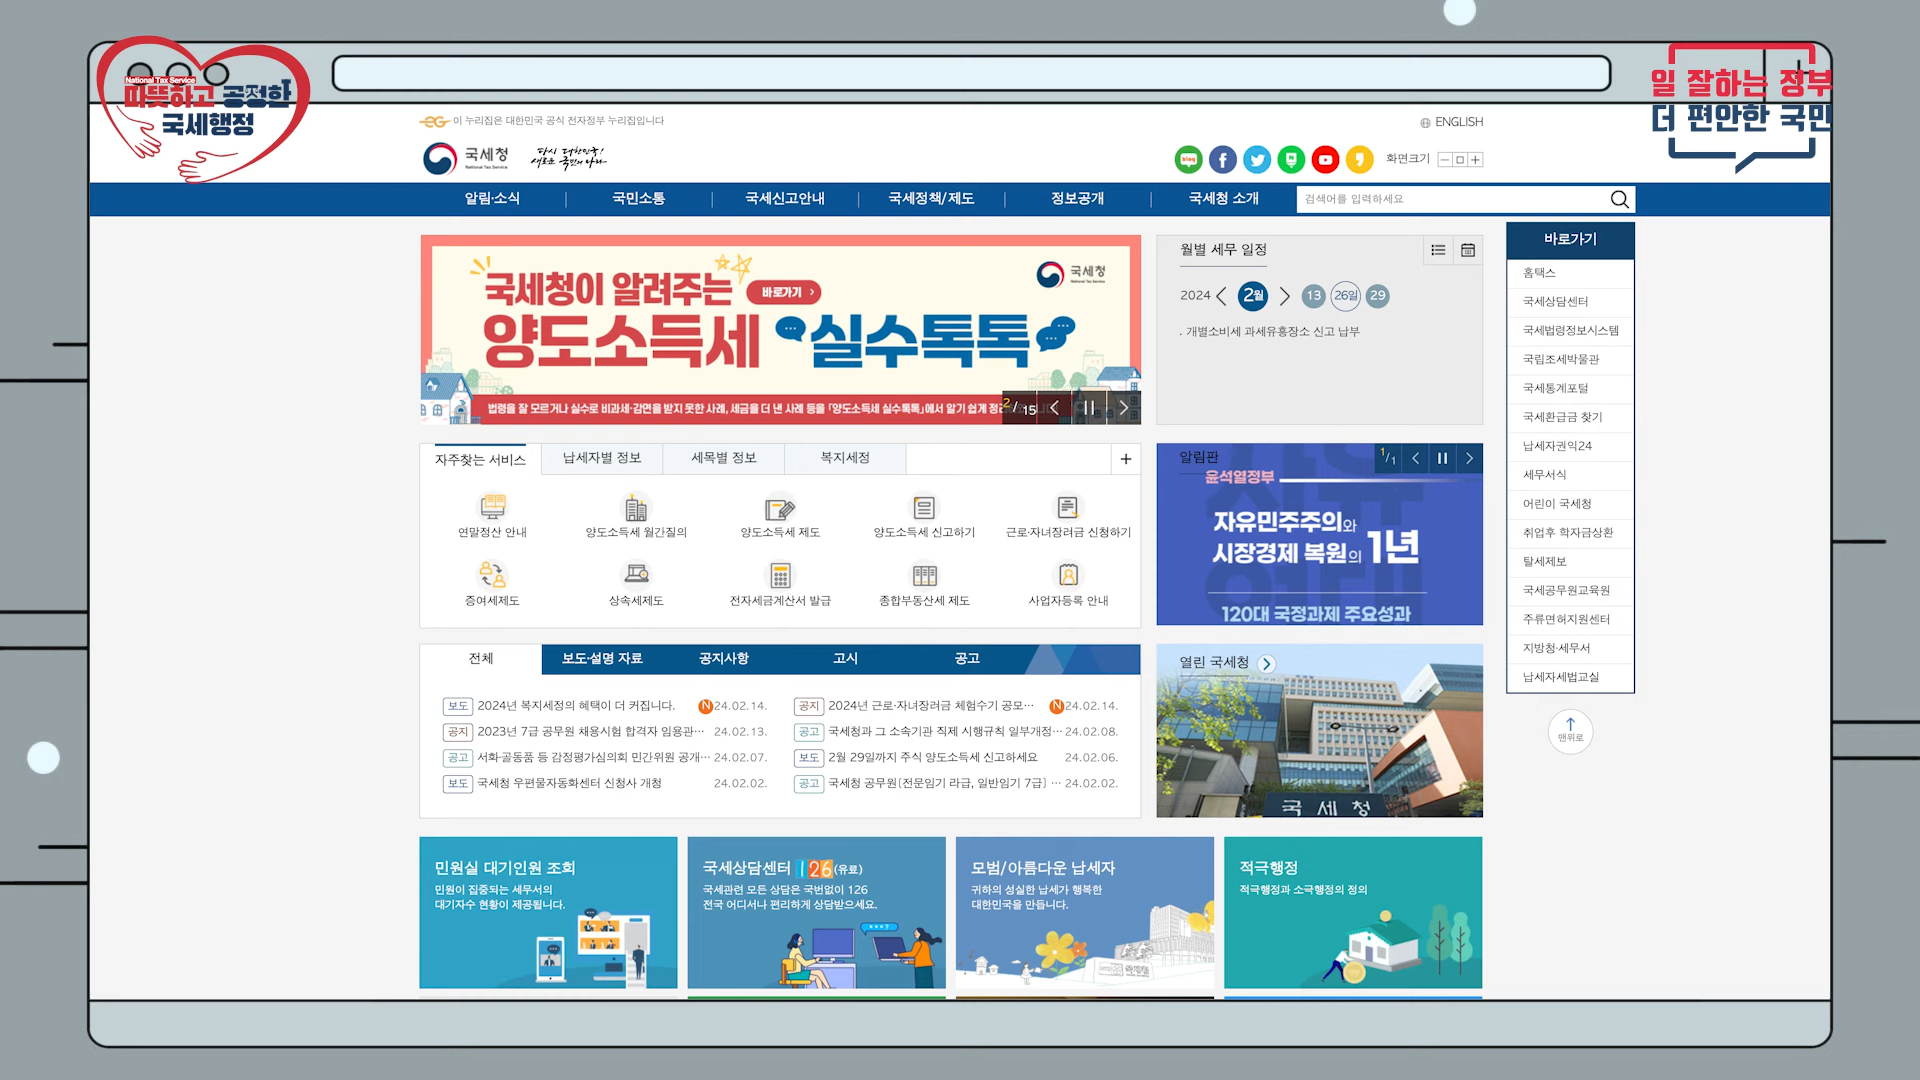 National Tax Service
따뜻하고 공정한
국세행정
일 잘하는 정부
더 편안한 국민
이 누리집은 대한민국 공식 전자정부 누리집입니다
ENGLISH
국세청
National Tax Service
다시 대한민국!
새로운 국민의 나라
blog
화면크기
알림·소식
국민소통
국세신고안내
국세정책/제도
정보공개
국세청 소개
검색어를 입력하세요
국세청이 알려주는
바로가기
양도소득세 실수톡톡
국세청
National Tax Service
법령을 잘 모르거나 실수로 비과세·감면을 받지 못한 사례, 세금을 더 낸 사례 등을 「양도소득세 실수톡톡」에서 알기 쉽게
2 / 15
월별 세무 일정
2024 2월 13 26일 29
. 개별소비세 과세유흥장소 신고 납부
바로가기
홈택스
국세상담센터
국세법령정보시스템
국립조세박물관
국세통계포털
국세환급금 찾기
납세자권익24
세무서식
어린이 국세청
취업후 학자금상환
탈세제보
국세공무원교육원
주류면허지원센터
지방청·세무서
납세자세법교실
맨위로
자주찾는 서비스
납세자별 정보
세목별 정보
복지세정
연말정산 안내
양도소득세 월간질의
양도소득세 제도
양도소득세 신고하기
근로·자녀장려금 신청하기
증여세제도
상속세제도
전자세금계산서 발급
종합부동산세 제도
사업자등록 안내
알림판
1/1
윤석열정부
자유민주주의와
시장경제 복원의 1년
120대 국정과제 주요성과
전체
보도·설명 자료
공지사항
고시
공고
보도 2024년 복지세정의 혜택이 더 커집니다. N 24.02.14.
공지 2023년 7급 공무원 채용시험 합격자 임용관… 24.02.13.
공고 서화·골동품 등 감정평가심의회 민간위원 공개… 24.02.07.
보도 국세청 우편물자동화센터 신청사 개청 24.02.02.
공지 2024년 근로·자녀장려금 체험수기 공모… N 24.02.14.
공고 국세청과 그 소속기관 직제 시행규칙 일부개정… 24.02.08.
보도 2월 29일까지 주식 양도소득세 신고하세요 24.02.06.
공고 국세청 공무원(전문임기 라급, 일반임기 7급) … 24.02.02.
열린 국세청
국세청
민원실 대기인원 조회
민원이 집중되는 세무서의
대기자수 현황이 제공됩니다.
국세상담센터 126(유료)
국세관련 모든 상담은 국번없이 126
전국 어디서나 편리하게 상담받으세요.
모범/아름다운 납세자
귀하의 성실한 납세가 행복한
대한민국을 만듭니다.
국세청
적극행정
적극행정과 소극행정의 정의